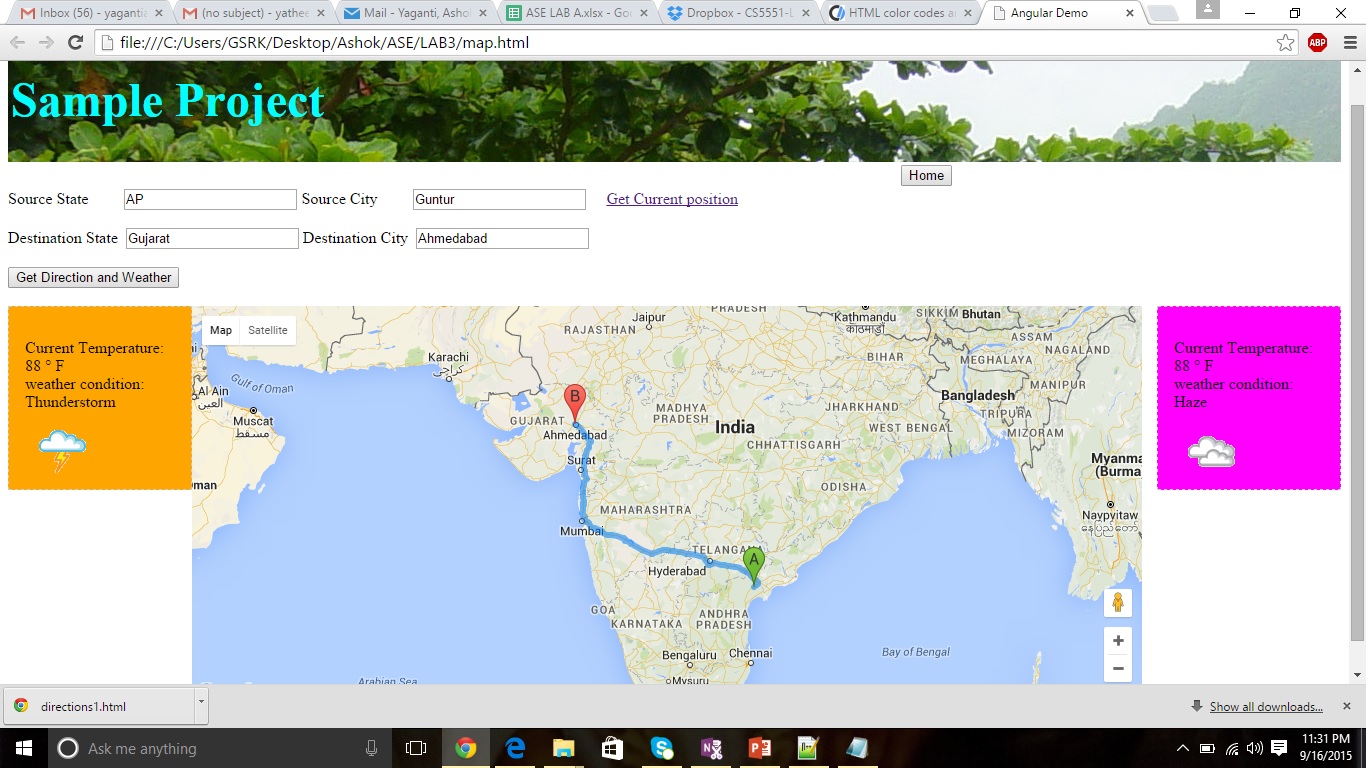 Inbox (56) - yaganti
(no subject) - yathee
Mail - Yaganti, Asho
ASE LAB A.xlsx - Goo
Dropbox - CS5551-L
HTML color codes a
Angular Demo
file:///C:/Users/GSRK/Desktop/Ashok/ASE/LAB3/map.html
ABP
Sample Project
Home
Source State AP Source City Guntur Get Current position
Destination State Gujarat Destination City Ahmedabad
Get Direction and Weather
Current Temperature:
88 ° F
weather condition:
Thunderstorm
Map Satellite
PRADESH
Jaipur
RAJASTHAN
Kathmandu
काठमाडौं
SIKKIM
Bhutan
ASSAM
NAGALAND
MEGHALAYA
BIHAR
MANIPUR
Karachi
كراچی
Gulf of Oman
Al Ain
العين
Muscat
مسقط
man
B
GUJARAT
Ahmedabad
MADHYA
PRADESH
JHARKHAND
Bangladesh
TRIPURA
WEST BENGAL
MIZORAM
India
CHHATTISGARH
Surat
Myanma
(Burma
ODISHA
MAHARASHTRA
Mumbai
Naypyitaw
နေပြည်တော်
TELANGANA
A
Hyderabad
GOA
KARNATAKA
ANDHRA
PRADESH
Bengaluru
Chennai
Bay of Bengal
Arabian Sea
Mysuru
+
−
Current Temperature:
88 ° F
weather condition:
Haze
directions1.html
Show all downloads...
Ask me anything
11:31 PM
9/16/2015